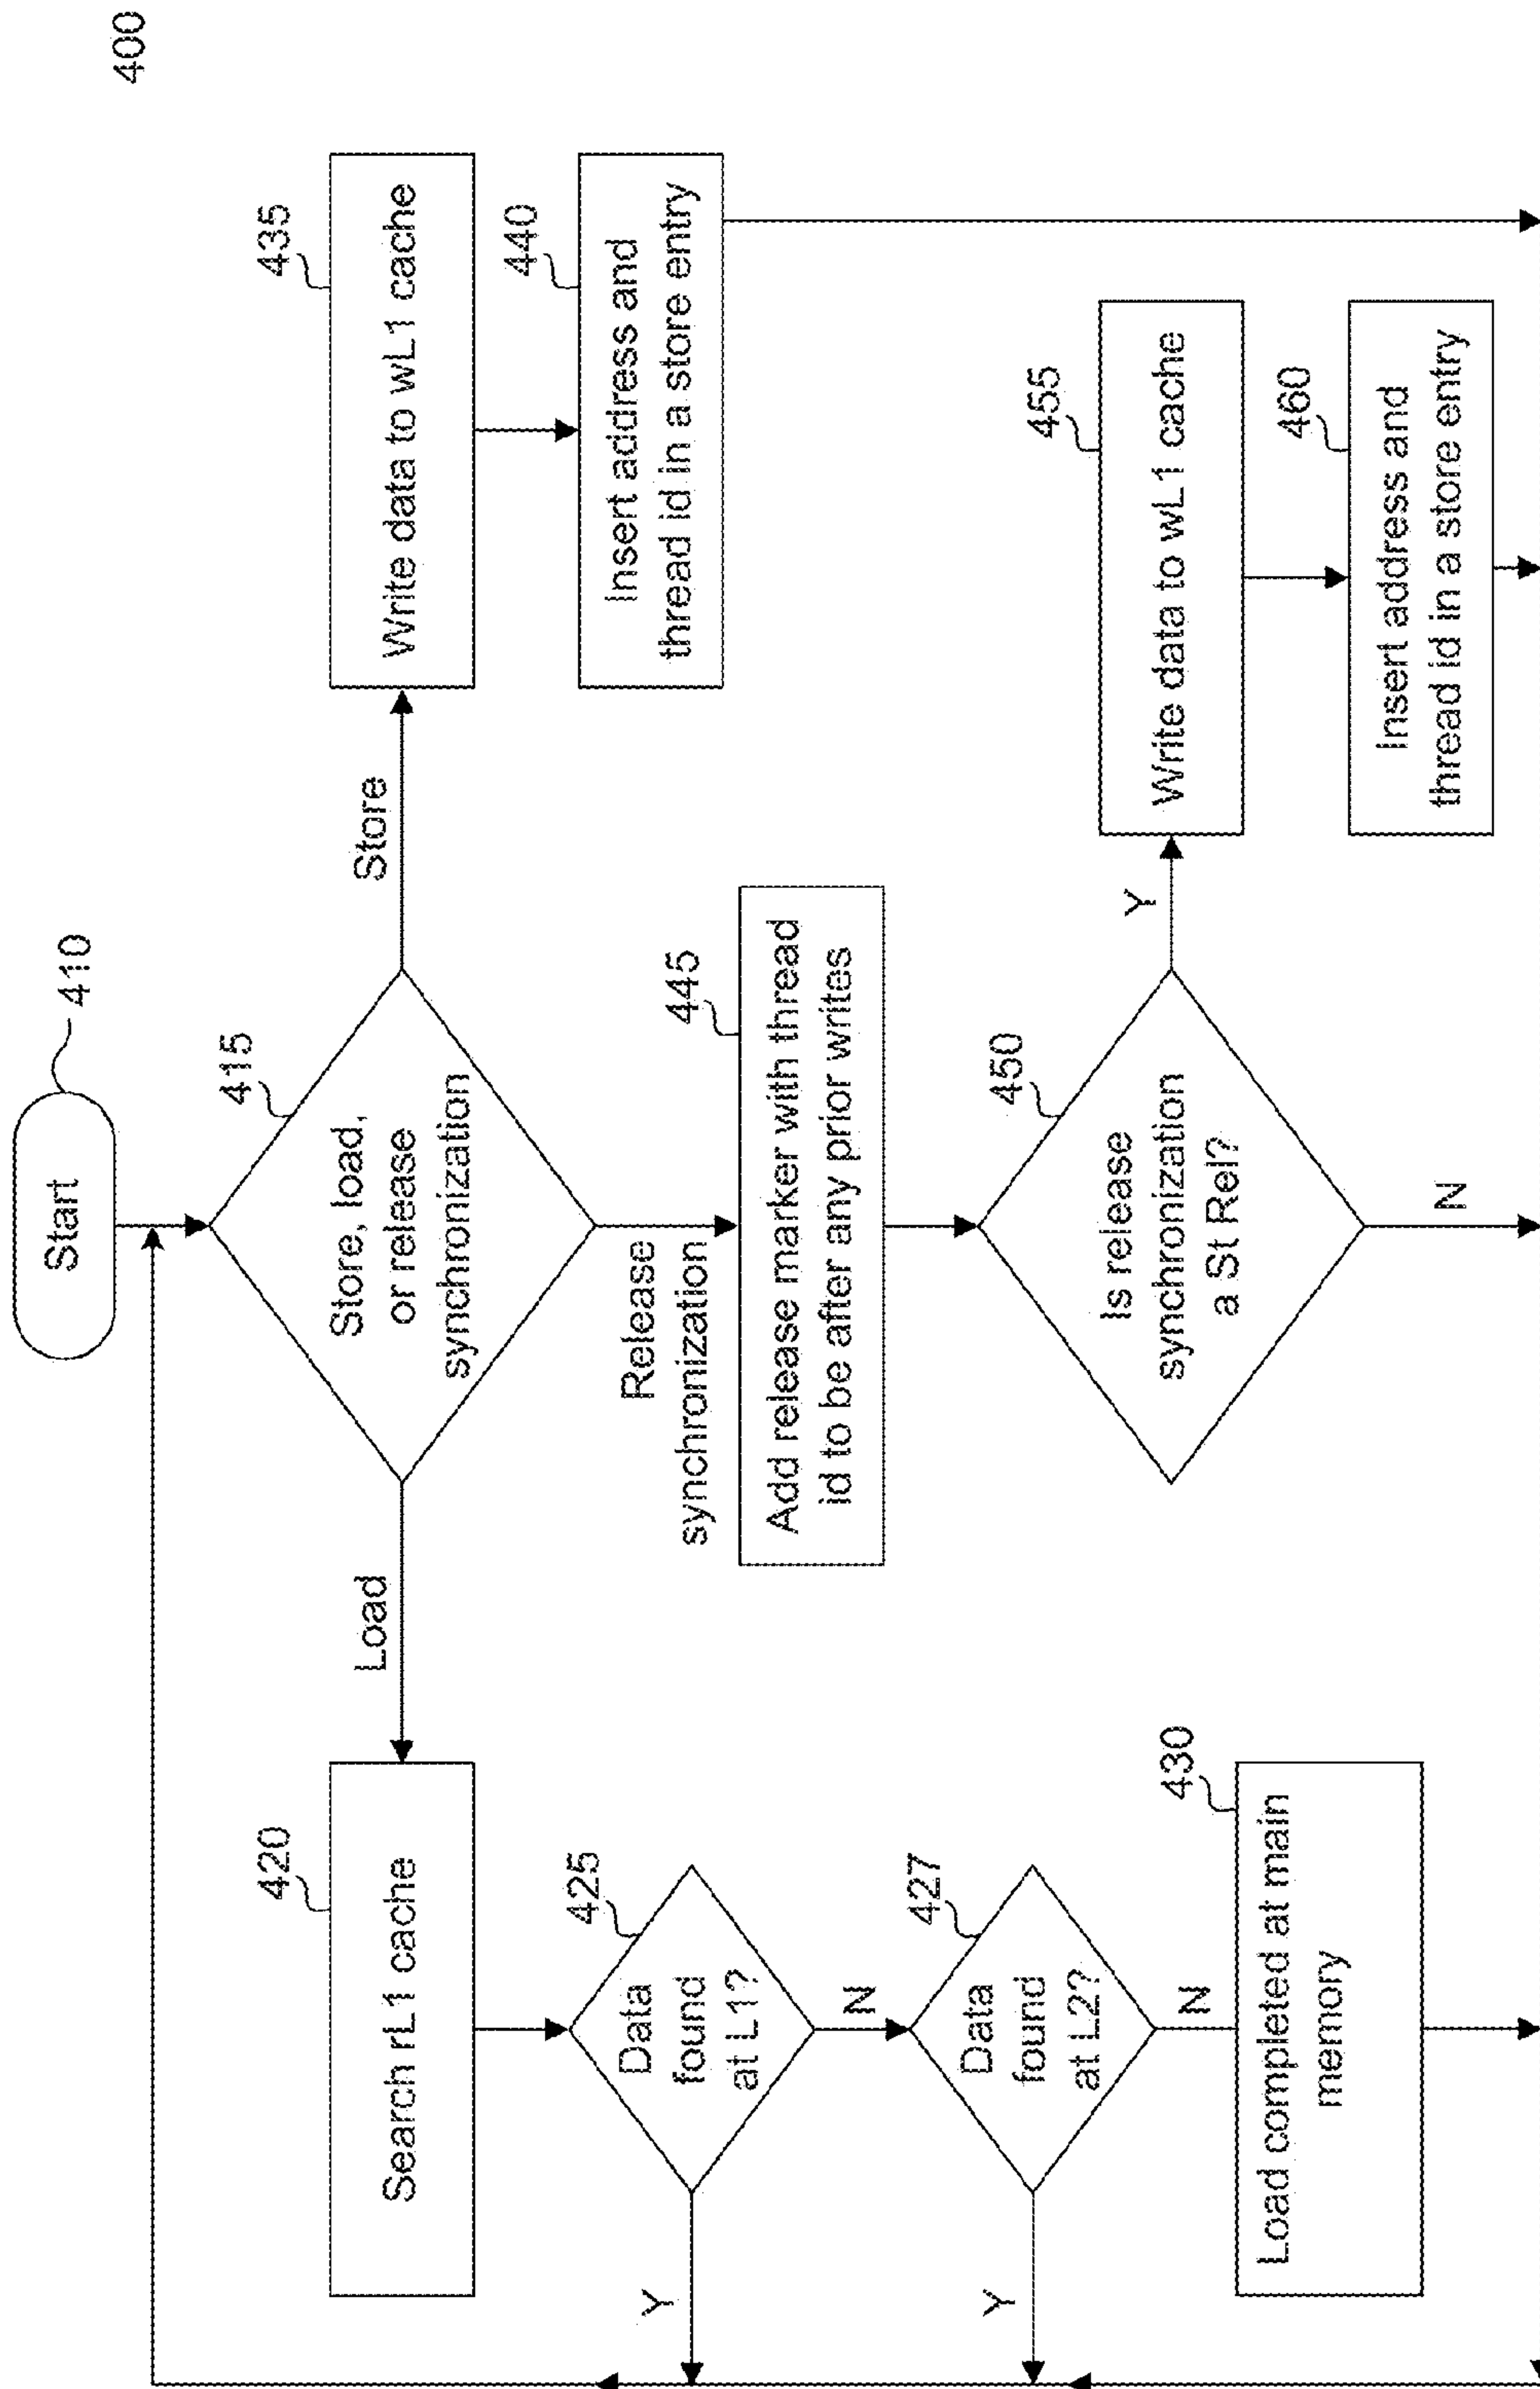 400
Start
410
Store, load,
or release
synchronization
415
Load
Store
Release
synchronization
Search rL1 cache
420
Data
found
at L1?
425
Y
N
Data
found
at L2?
427
Y
N
Load completed at main
memory
430
Write data to wL1 cache
435
Insert address and
thread id in a store entry
440
Add release marker with thread
id to be after any prior writes
445
Is release
synchronization
a St Rel?
450
Y
N
Write data to wL1 cache
455
Insert address and
thread id in a store entry
460